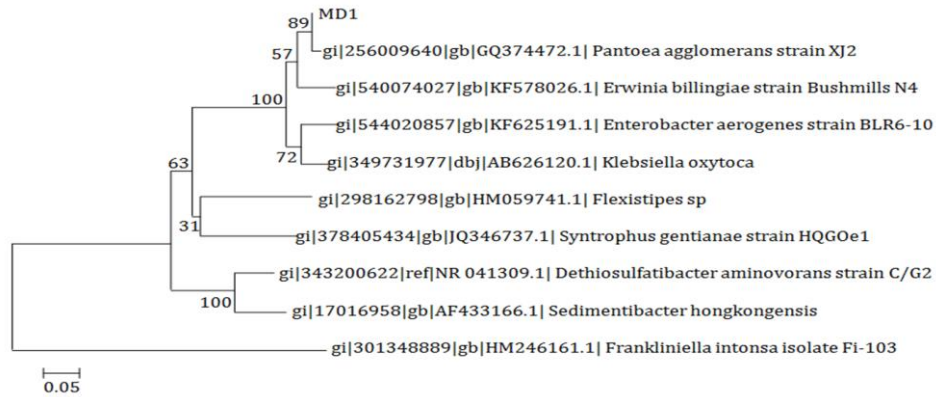 MD1
89
gi|256009640|gb|GQ374472.1| Pantoea agglomerans strain XJ2
57
gi|540074027|gb|KF578026.1| Erwinia billingiae strain Bushmills N4
100
gi|544020857|gb|KF625191.1| Enterobacter aerogenes strain BLR6-10
72
gi|349731977|dbj|AB626120.1| Klebsiella oxytoca
63
gi|298162798|gb|HM059741.1| Flexistipes sp
31
gi|378405434|gb|JQ346737.1| Syntrophus gentianae strain HQGOe1
gi|343200622|ref|NR 041309.1| Dethiosulfatibacter aminovorans strain C/G2
100
gi|17016958|gb|AF433166.1| Sedimentibacter hongkongensis
gi|301348889|gb|HM246161.1| Frankliniella intonsa isolate Fi-103
0.05